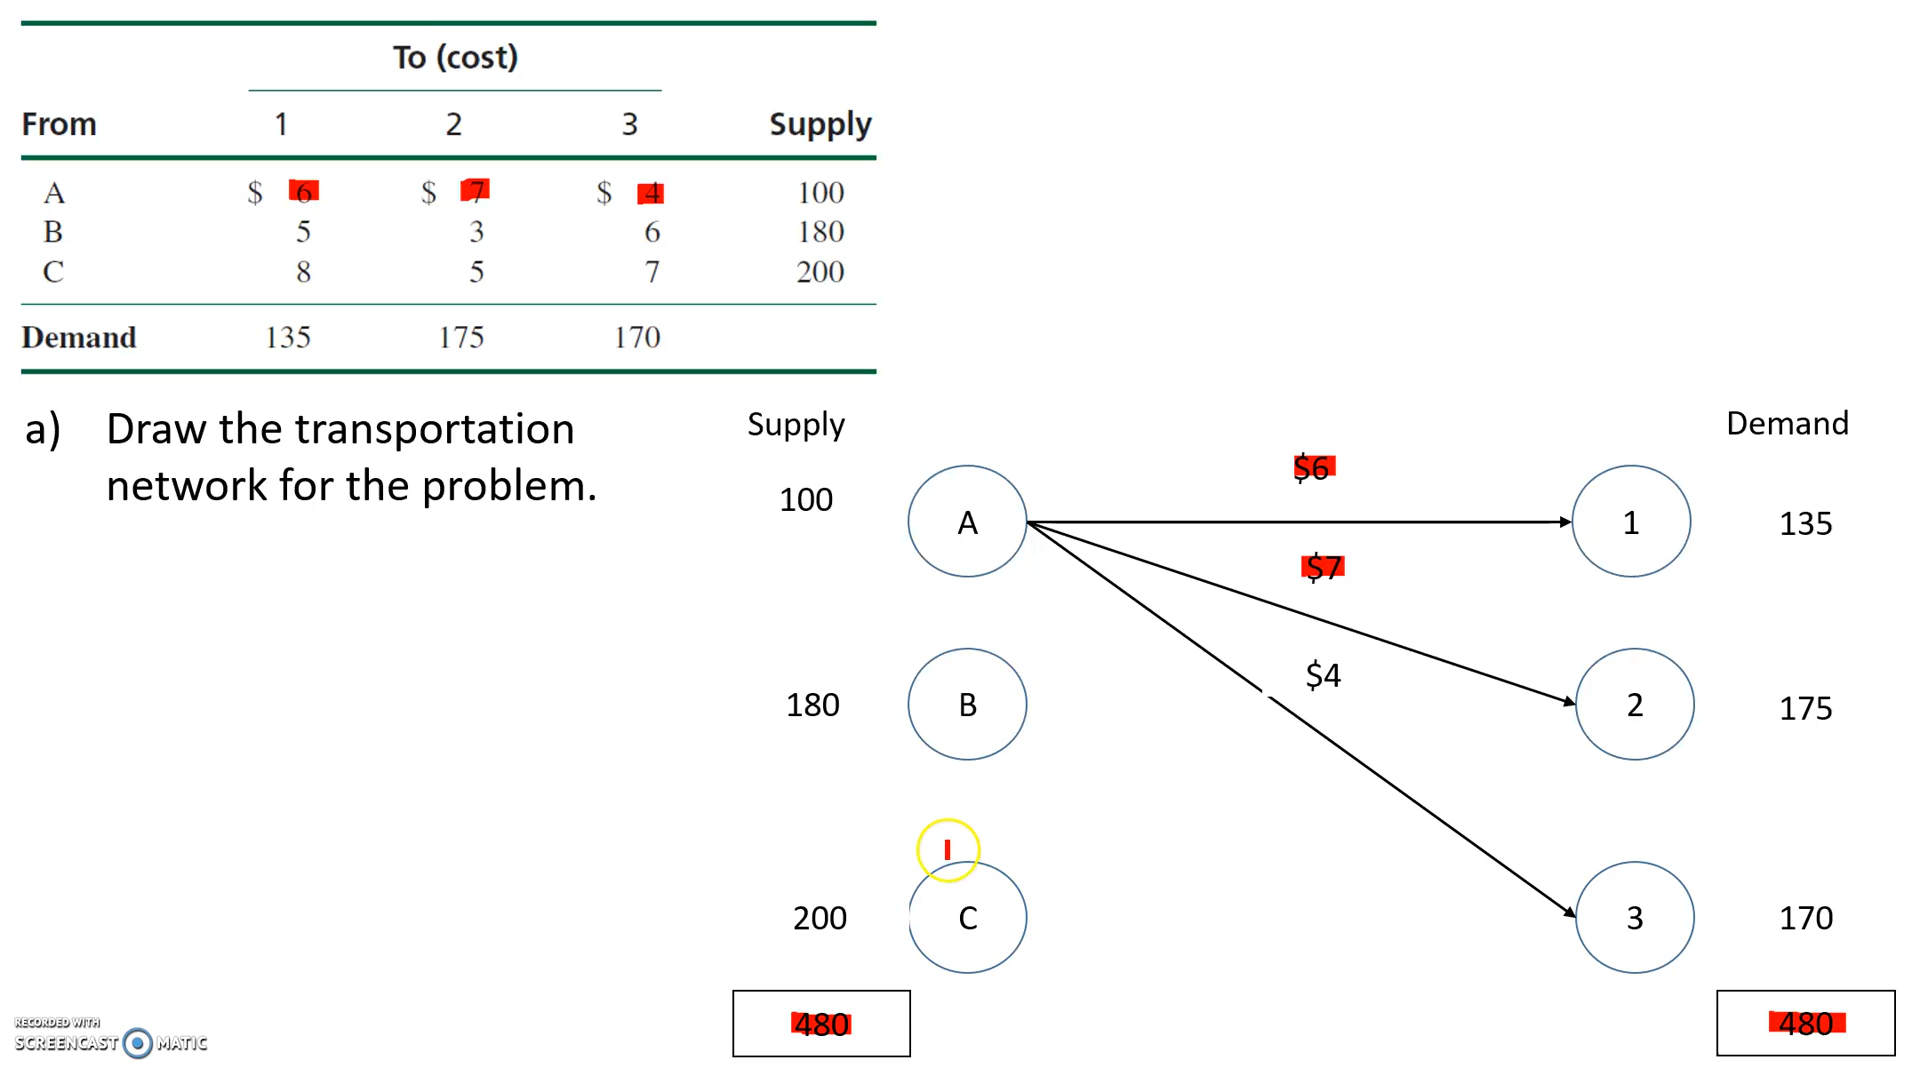 To (cost)
From 1 2 3 Supply
A $ 6 $ 7 $ 4 100
B 5 3 6 180
C 8 5 7 200
Demand 135 175 170
a) Draw the transportation
network for the problem.
Supply Demand
$6
100 A 1 135
$7
$4
180 B 2 175
200 C 3 170
480 480
RECORDED WITH
SCREENCAST MATIC